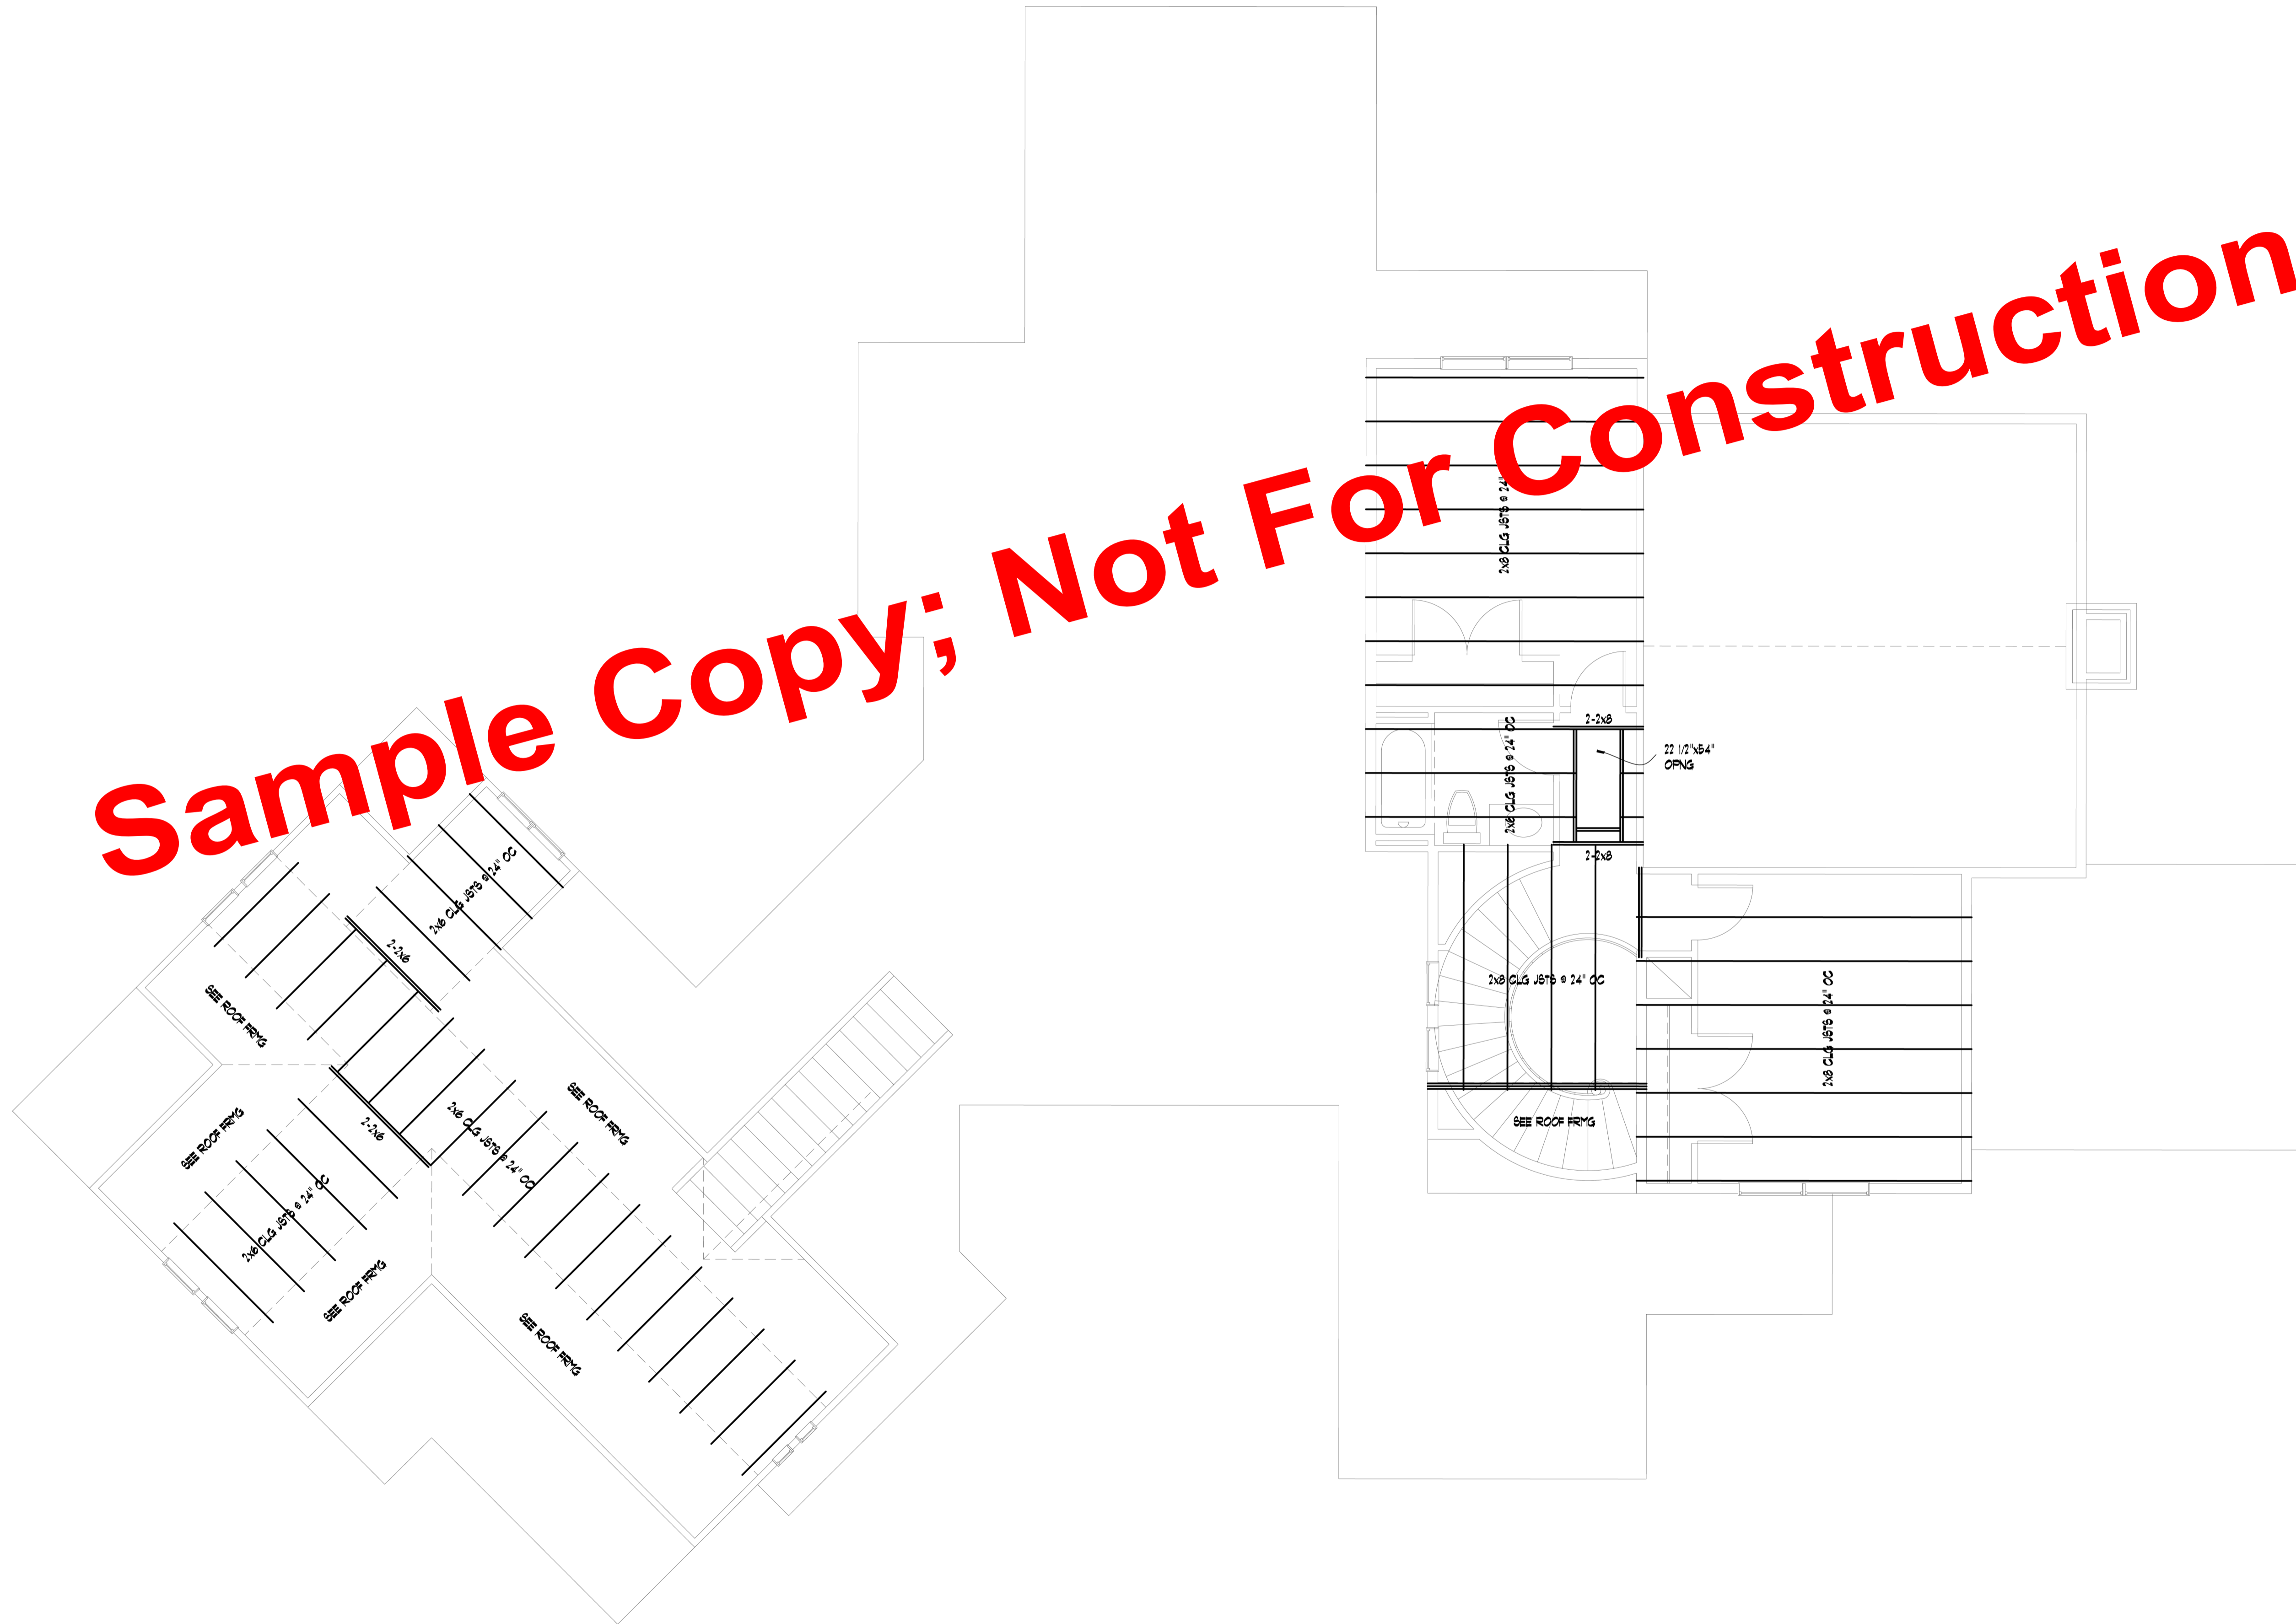 Sample Copy; Not For Construction
2x8 CLG JSTS @ 24"
2-2x8
22 1/2"x54"
OPNG
2x6 CLG JSTS @ 24" OC
2-2x8
2x6 CLG JSTS @ 24" OC
2-2x6
SEE ROOF FRMG
2x8 CLG JSTS @ 24" OC
2x8 CLG JSTS @ 24" OC
SEE ROOF FRMG
SEE ROOF FRMG
2-2x6
2x6 CLG JSTS @ 24" OC
SEE ROOF FRMG
2x6 CLG JSTS @ 24" OC
SEE ROOF FRMG
SEE ROOF FRMG